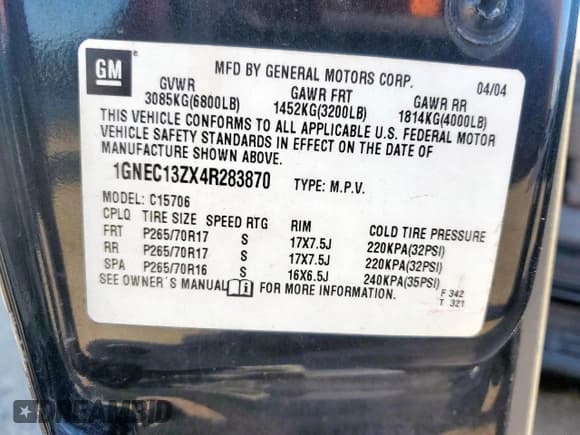 GM
®
MFD BY GENERAL MOTORS CORP. 04/04
GVWR GAWR FRT GAWR RR
3085KG(6800LB) 1452KG(3200LB) 1814KG(4000LB)
THIS VEHICLE CONFORMS TO ALL APPLICABLE U.S. FEDERAL MOTOR
VEHICLE SAFETY STANDARDS IN EFFECT ON THE DATE OF
MANUFACTURE SHOWN ABOVE.
1GNEC13ZX4R283870 TYPE: M.P.V.
MODEL: C15706
CPLQ TIRE SIZE SPEED RTG RIM COLD TIRE PRESSURE
FRT P265/70R17 S 17X7.5J 220KPA(32PSI)
RR P265/70R17 S 17X7.5J 220KPA(32PSI)
SPA P265/70R16 S 16X6.5J 240KPA(35PSI)
SEE OWNER´S MANUAL i FOR MORE INFORMATION.
F 342
T 321
DREAMBID